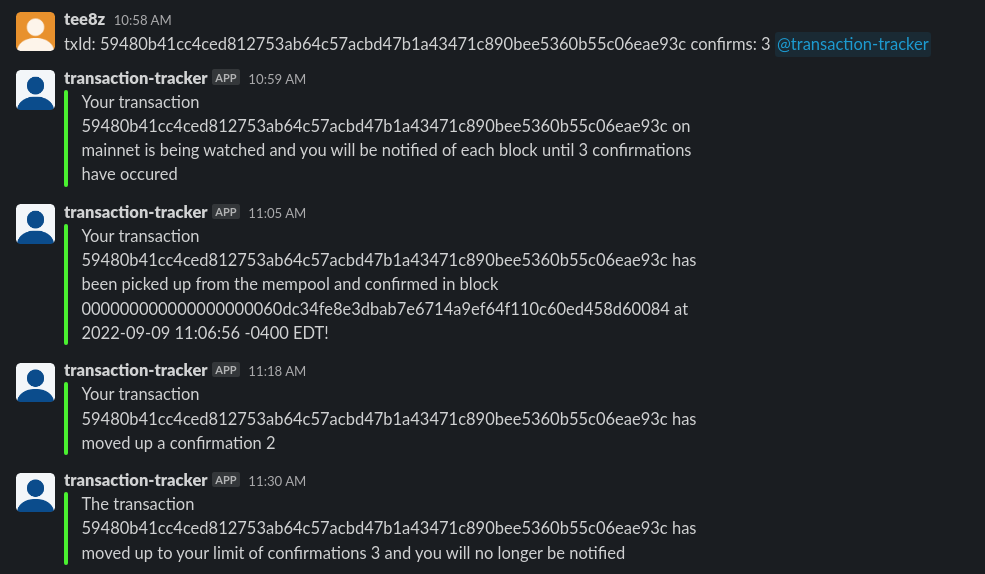 tee8z 10:58 AM
txId: 59480b41cc4ced812753ab64c57acbd47b1a43471c890bee5360b55c06eae93c confirms: 3 @transaction-tracker
transaction-tracker APP 10:59 AM
Your transaction
59480b41cc4ced812753ab64c57acbd47b1a43471c890bee5360b55c06eae93c on
mainnet is being watched and you will be notified of each block until 3 confirmations
have occured
transaction-tracker APP 11:05 AM
Your transaction
59480b41cc4ced812753ab64c57acbd47b1a43471c890bee5360b55c06eae93c has
been picked up from the mempool and confirmed in block
0000000000000000000060dc34fe8e3dbab7e6714a9ef64f110c60ed458d60084 at
2022-09-09 11:06:56 -0400 EDT!
transaction-tracker APP 11:18 AM
Your transaction
59480b41cc4ced812753ab64c57acbd47b1a43471c890bee5360b55c06eae93c has
moved up a confirmation 2
transaction-tracker APP 11:30 AM
The transaction
59480b41cc4ced812753ab64c57acbd47b1a43471c890bee5360b55c06eae93c has
moved up to your limit of confirmations 3 and you will no longer be notified